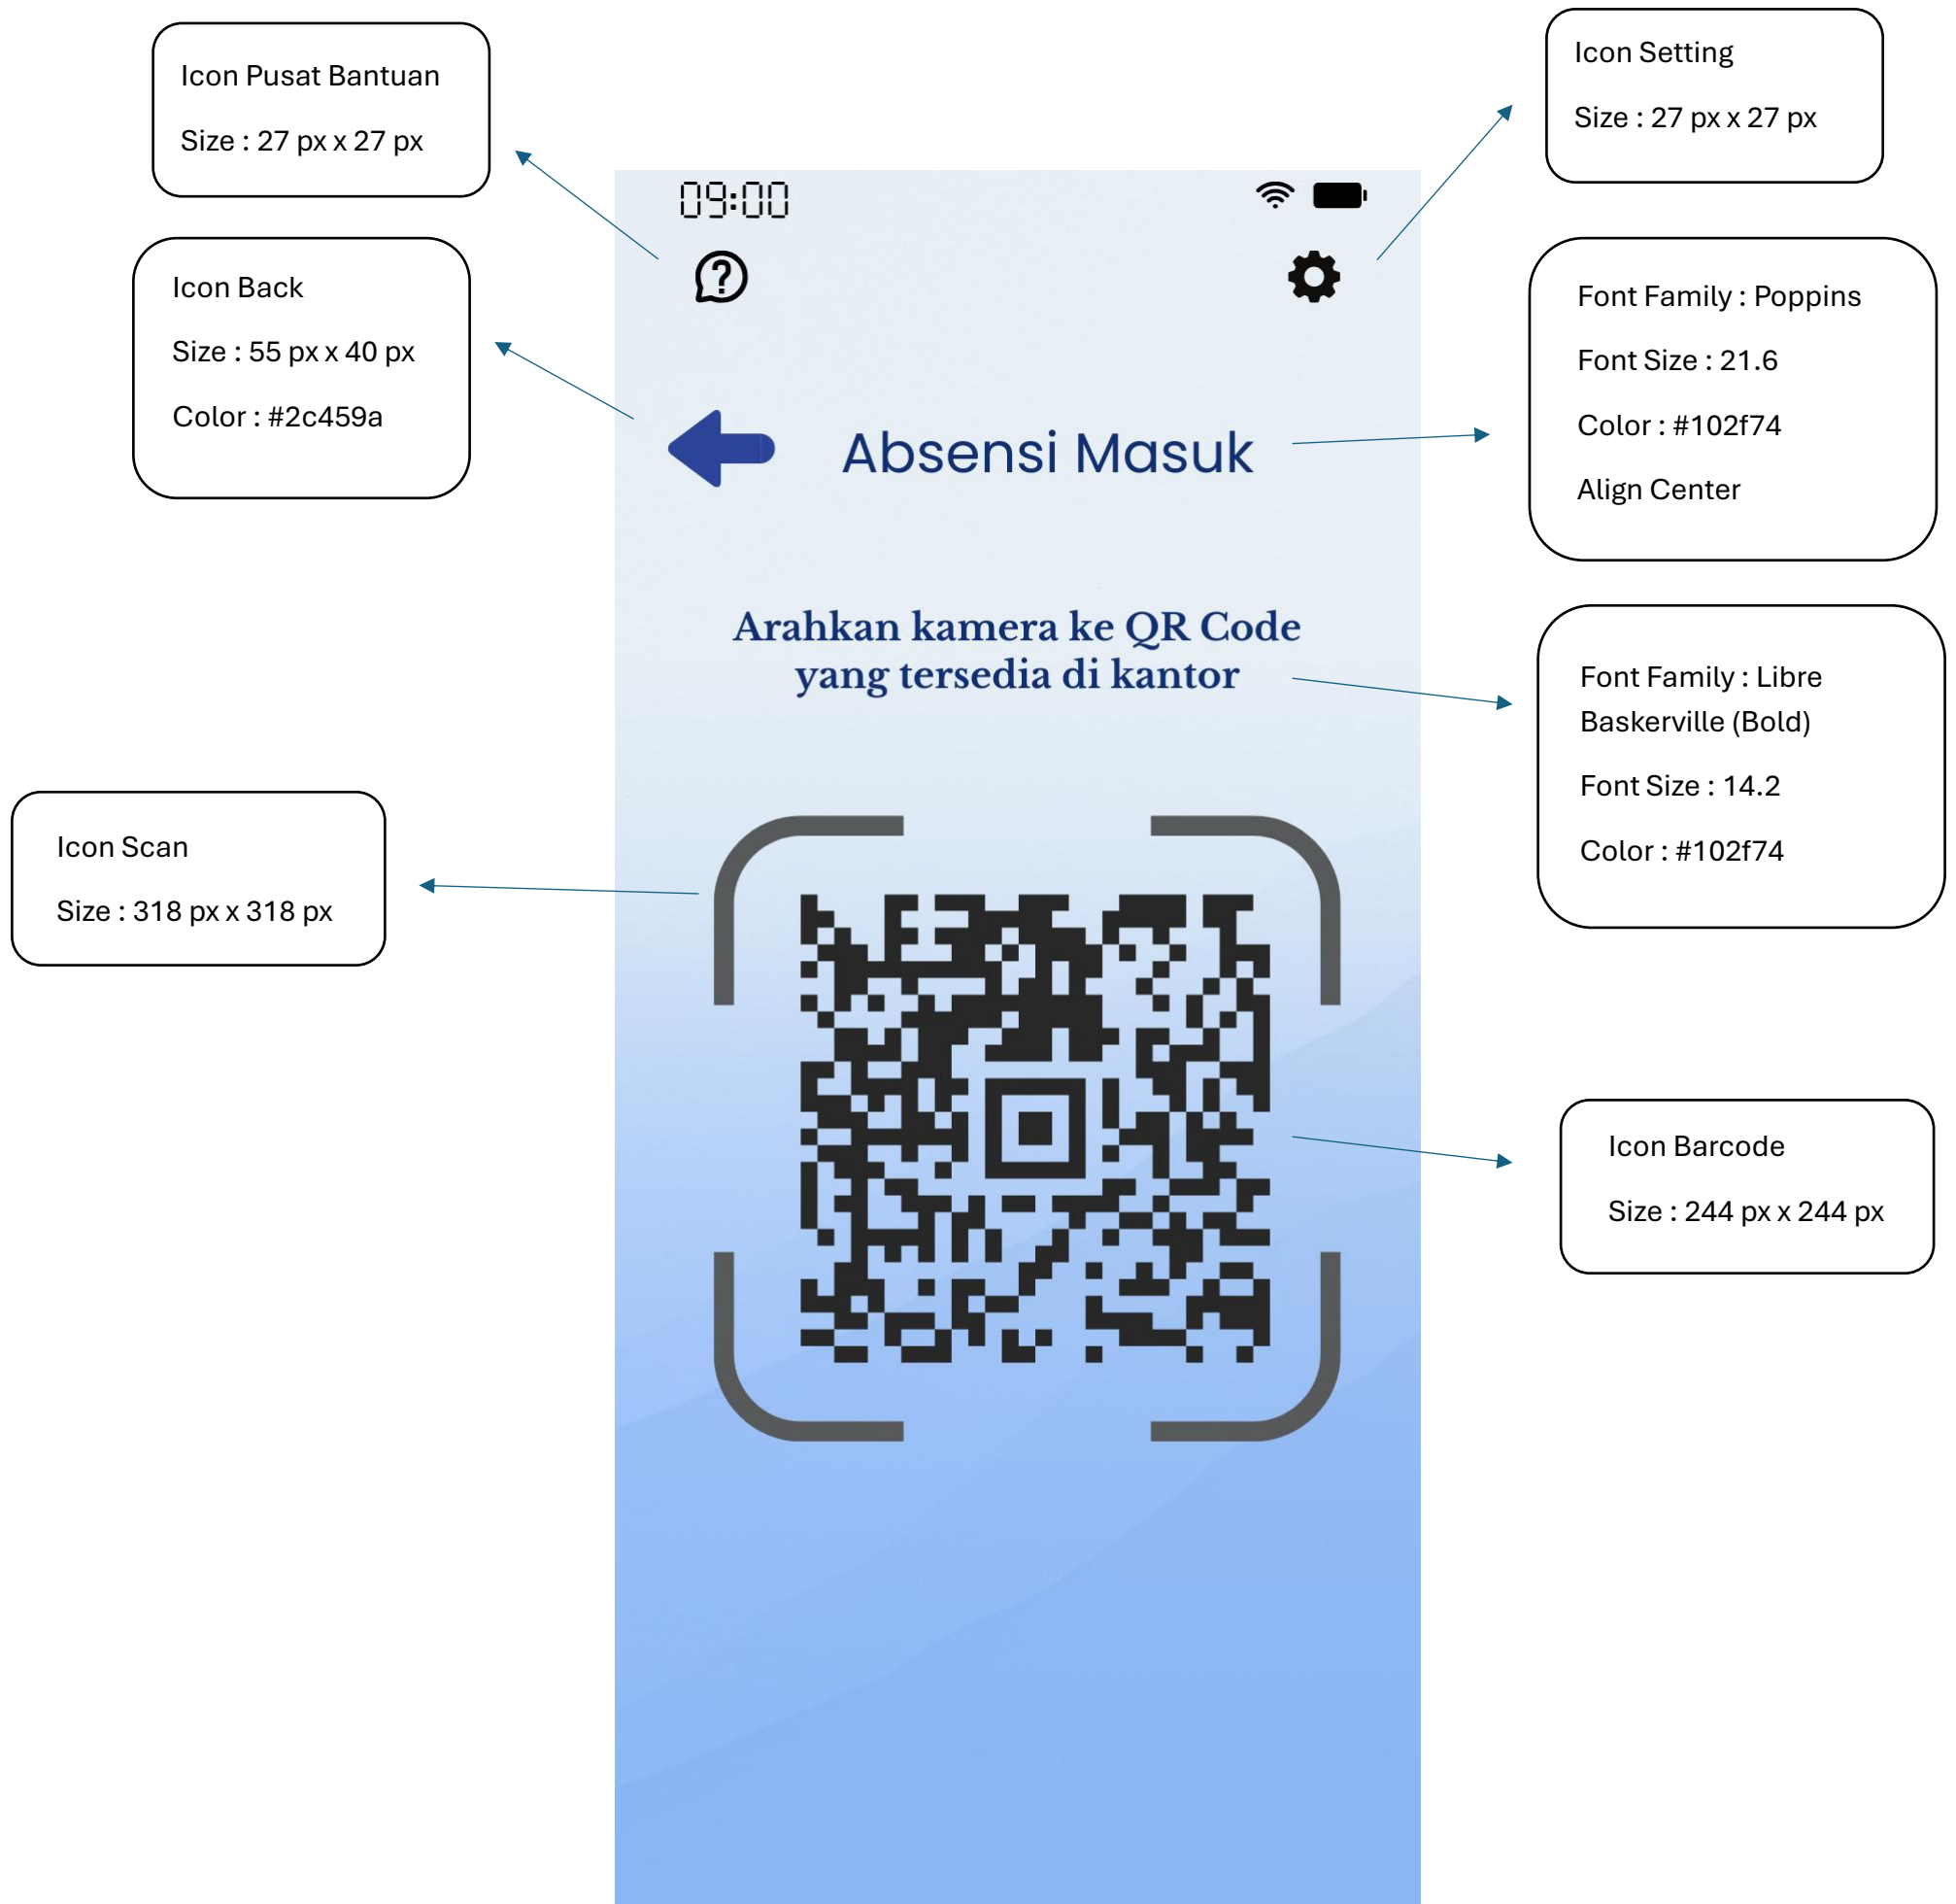 Icon Pusat Bantuan
Size : 27 px x 27 px
Icon Setting
Size : 27 px x 27 px
09:00
Icon Back
Size : 55 px x 40 px
Color : #2c459a
Font Family : Poppins
Font Size : 21.6
Color : #102f74
Align Center
Absensi Masuk
Arahkan kamera ke QR Code
yang tersedia di kantor
Font Family : Libre
Baskerville (Bold)
Font Size : 14.2
Color : #102f74
Icon Scan
Size : 318 px x 318 px
Icon Barcode
Size : 244 px x 244 px